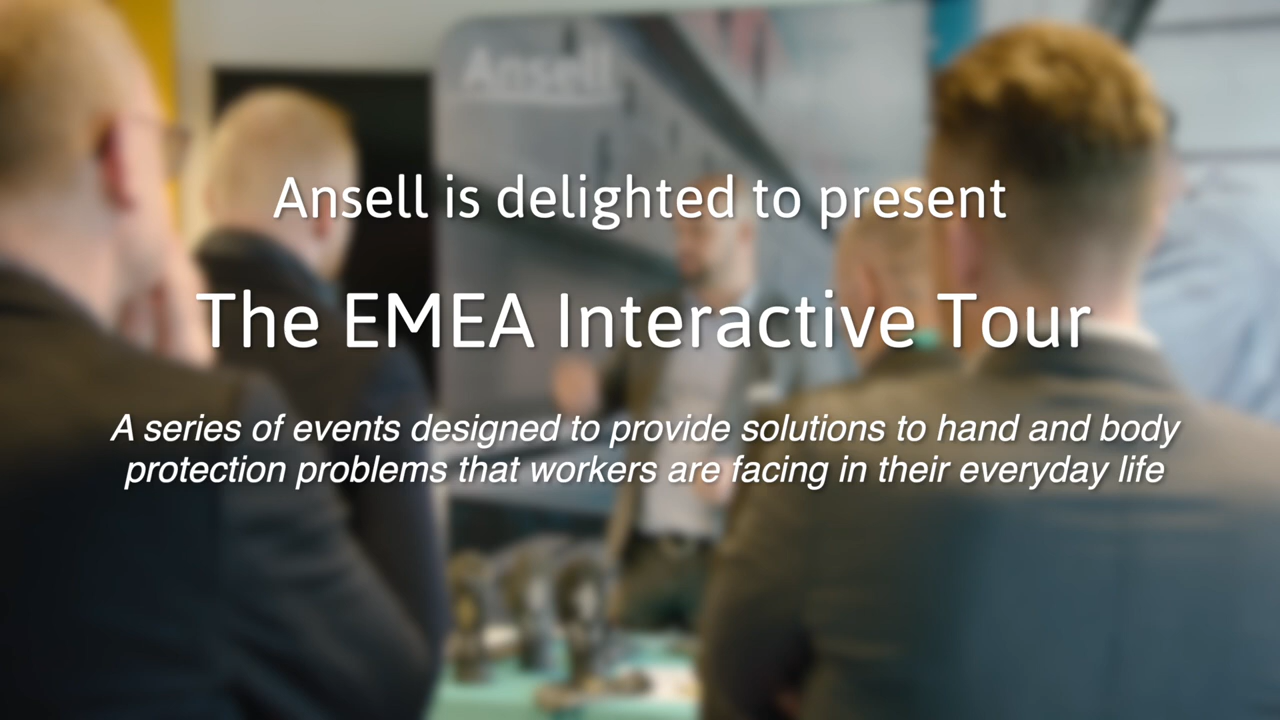 Ansell
Ansell is delighted to present
The EMEA Interactive Tour
A series of events designed to provide solutions to hand and body
protection problems that workers are facing in their everyday life